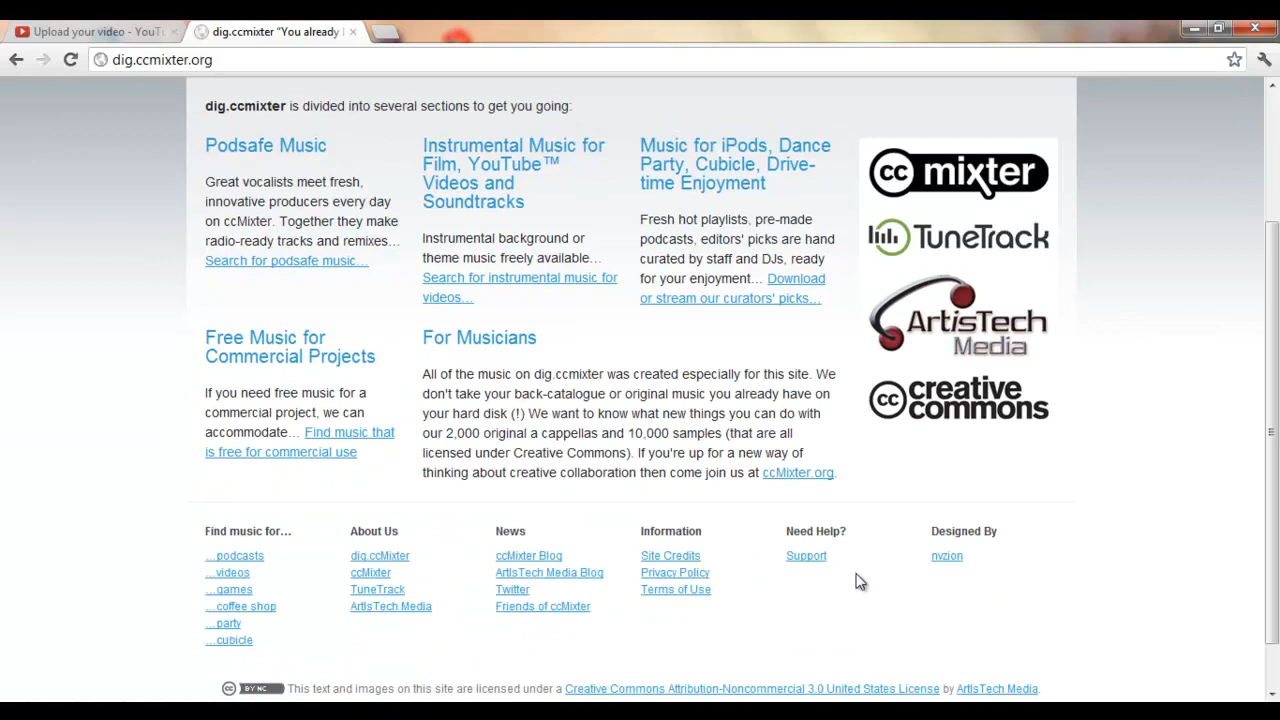 Upload your video - YouTu
dig.ccmixter "You already
dig.ccmixter.org
dig.ccmixter is divided into several sections to get you going:
Podsafe Music
Great vocalists meet fresh,
innovative producers every day
on ccMixter. Together they make
radio-ready tracks and remixes…
Search for podsafe music…
Instrumental Music for
Film, YouTube™
Videos and
Soundtracks
Instrumental background or
theme music freely available…
Search for instrumental music for
videos…
Music for iPods, Dance
Party, Cubicle, Drive-
time Enjoyment
Fresh hot playlists, pre-made
podcasts, editors' picks are hand
curated by staff and DJs, ready
for your enjoyment… Download
or stream our curators' picks…
cc mixter
TuneTrack
ArtisTech
Media
cc creative
commons
Free Music for
Commercial Projects
If you need free music for a
commercial project, we can
accommodate… Find music that
is free for commercial use
For Musicians
All of the music on dig.ccmixter was created especially for this site. We
don't take your back-catalogue or original music you already have on
your hard disk (!) We want to know what new things you can do with
our 2,000 original a cappellas and 10,000 samples (that are all
licensed under Creative Commons). If you're up for a new way of
thinking about creative collaboration then come join us at ccMixter.org.
Find music for…
…podcasts
…videos
…games
…coffee shop
…party
…cubicle
About Us
dig.ccMixter
ccMixter
TuneTrack
ArtIsTech Media
News
ccMixter Blog
ArtIsTech Media Blog
Twitter
Friends of ccMixter
Information
Site Credits
Privacy Policy
Terms of Use
Need Help?
Support
Designed By
nvzion
cc BY NC This text and images on this site are licensed under a Creative Commons Attribution-Noncommercial 3.0 United States License by ArtIsTech Media.